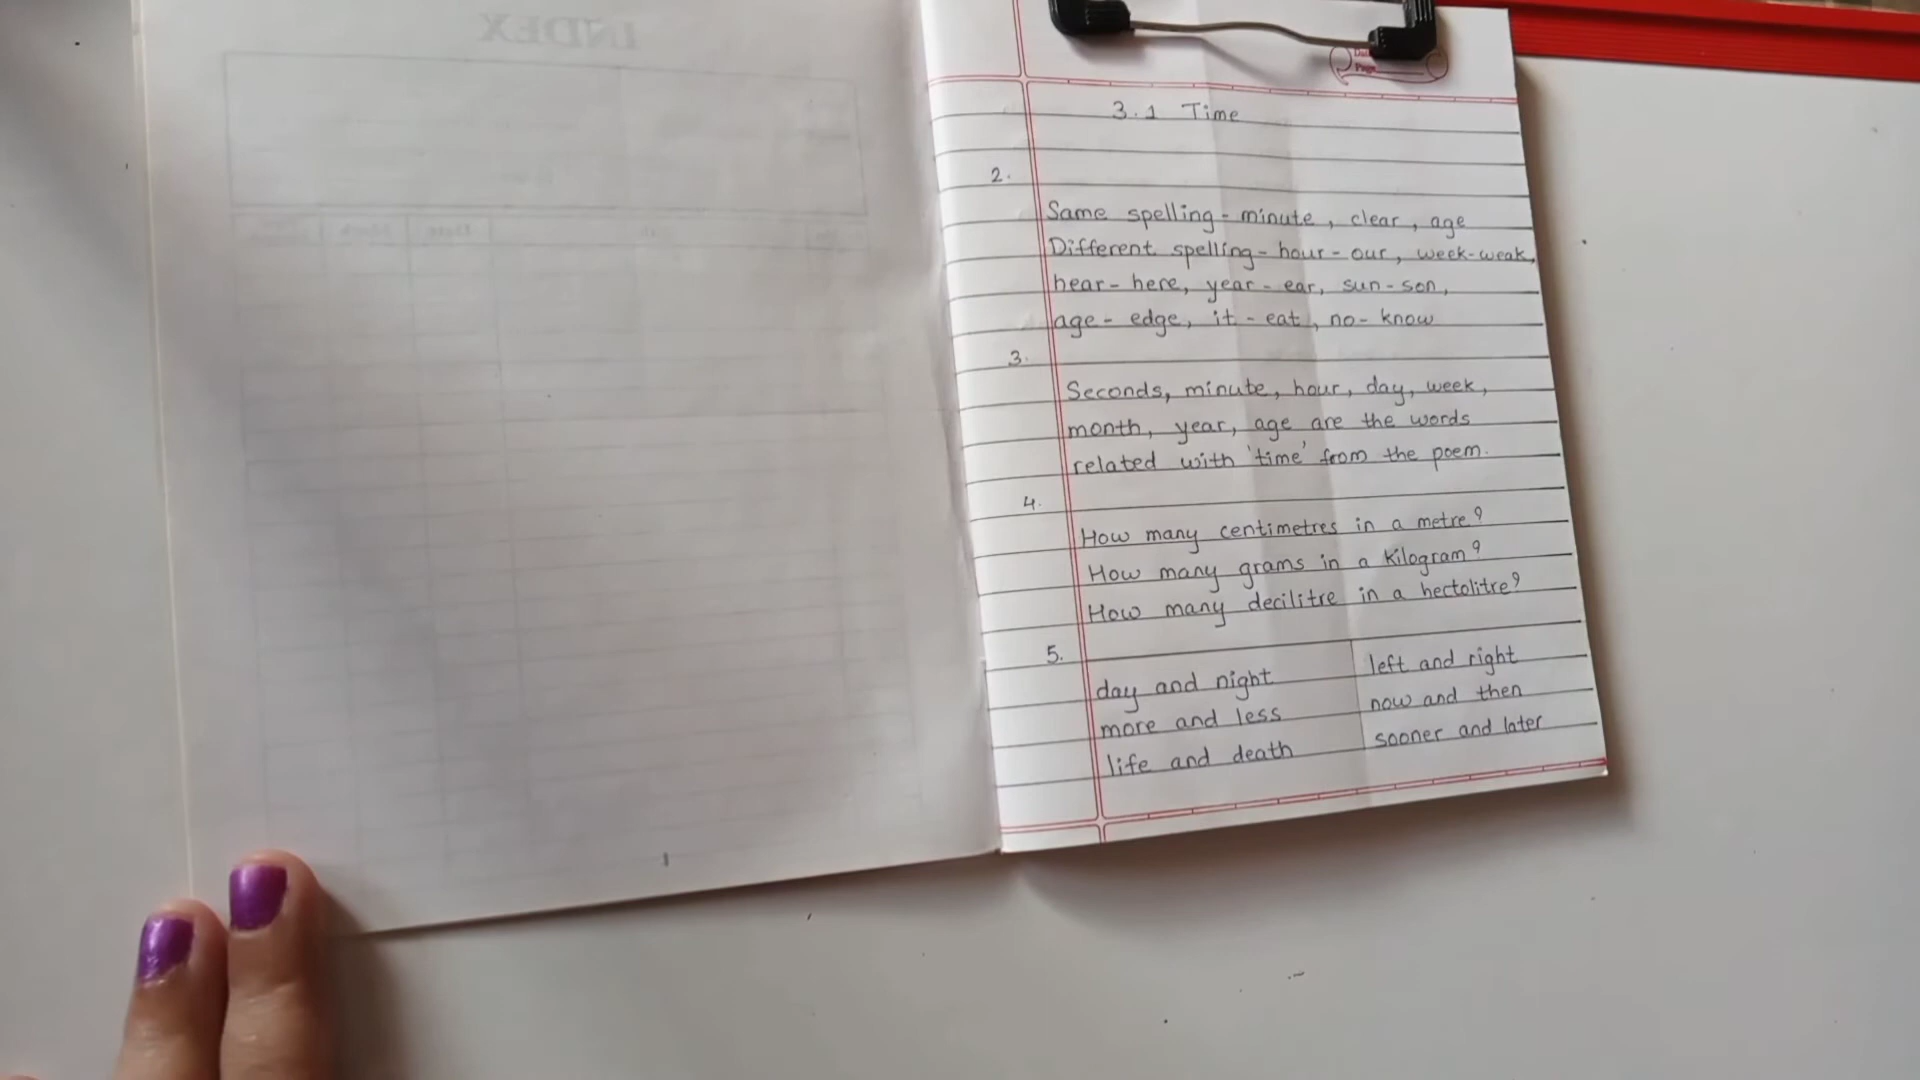 INDEX
3.1 Time
2.
Same spelling - minute, clear, age
Different spelling - hour - our, week-weak,
hear - here, year - ear, sun - son,
age - edge, it - eat, no - know
3.
Seconds, minute, hour, day, week,
month, year, age are the words
related with 'time' from the poem.
4.
How many centimetres in a metre?
How many grams in a kilogram?
How many decilitre in a hectolitre?
5.
day and night
more and less
life and death
left and right
now and then
sooner and later